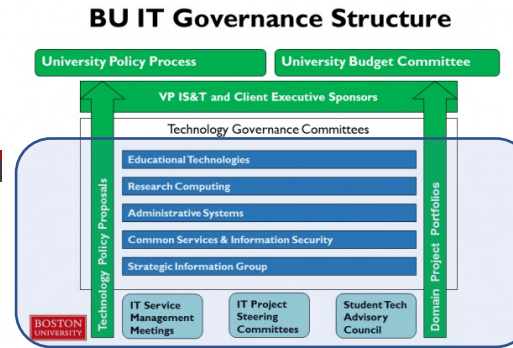 BU IT Governance Structure
University Policy Process
University Budget Committee
VP IS&T and Client Executive Sponsors
Technology Governance Committees
Educational Technologies
Research Computing
Administrative Systems
Common Services & Information Security
Strategic Information Group
Technology Policy Proposals
Domain Project Portfolios
IT Service
Management
Meetings
IT Project
Steering
Committees
Student Tech
Advisory
Council
BOSTON
UNIVERSITY